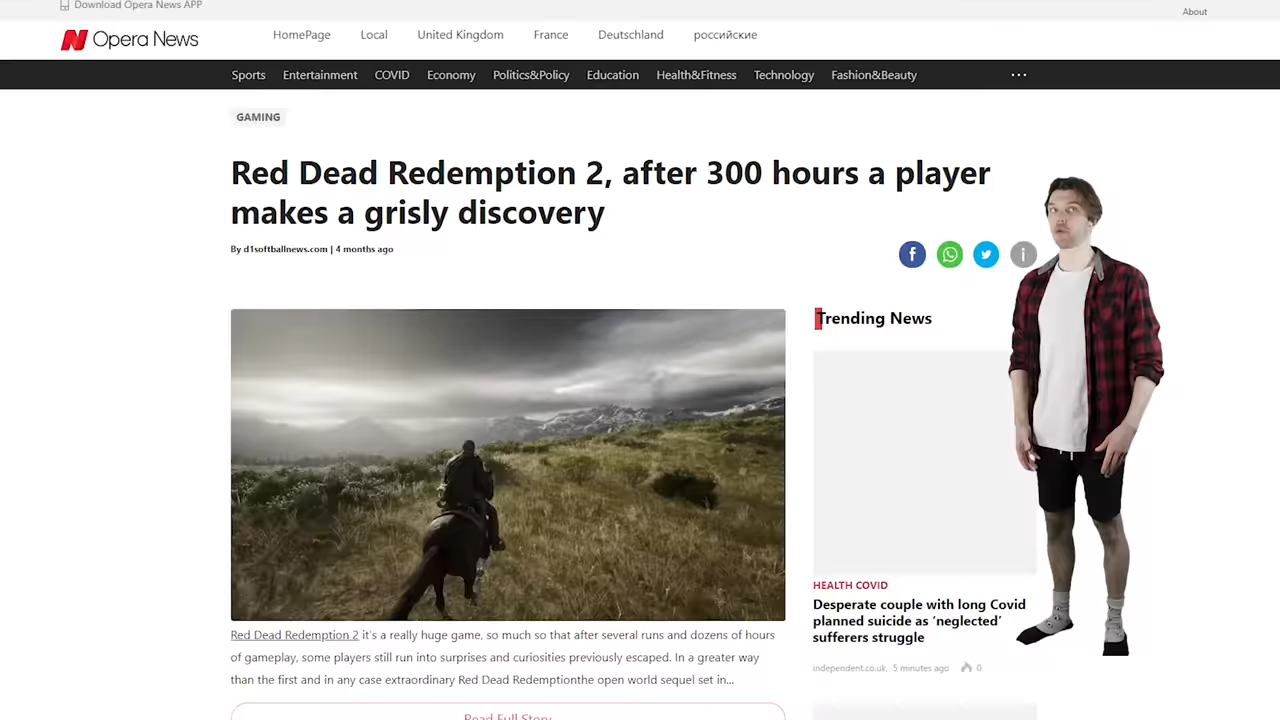 Download Opera News APP
About
Opera News
HomePage Local United Kingdom France Deutschland российские
Sports Entertainment COVID Economy Politics&Policy Education Health&Fitness Technology Fashion&Beauty ...
GAMING
Red Dead Redemption 2, after 300 hours a player
makes a grisly discovery
By d1softballnews.com | 4 months ago
Trending News
HEALTH COVID
Desperate couple with long Covid
planned suicide as ‘neglected’
sufferers struggle
independent.co.uk, 5 minutes ago 0
Red Dead Redemption 2 it's a really huge game, so much so that after several runs and dozens of hours
of gameplay, some players still run into surprises and curiosities previously escaped. In a greater way
than the first and in any case extraordinary Red Dead Redemptionthe open world sequel set in...
Read Full Story